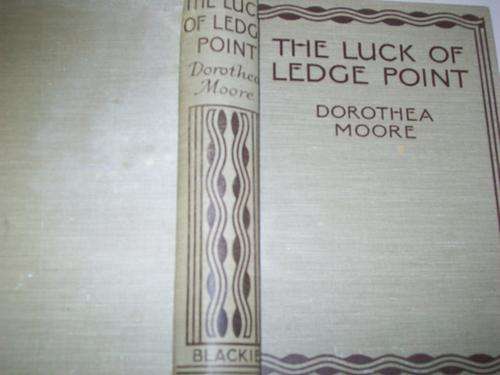 THE LUCK
OF LEDGE
POINT
Dorothea
Moore
BLACKIE
THE LUCK OF
LEDGE POINT
DOROTHEA
MOORE